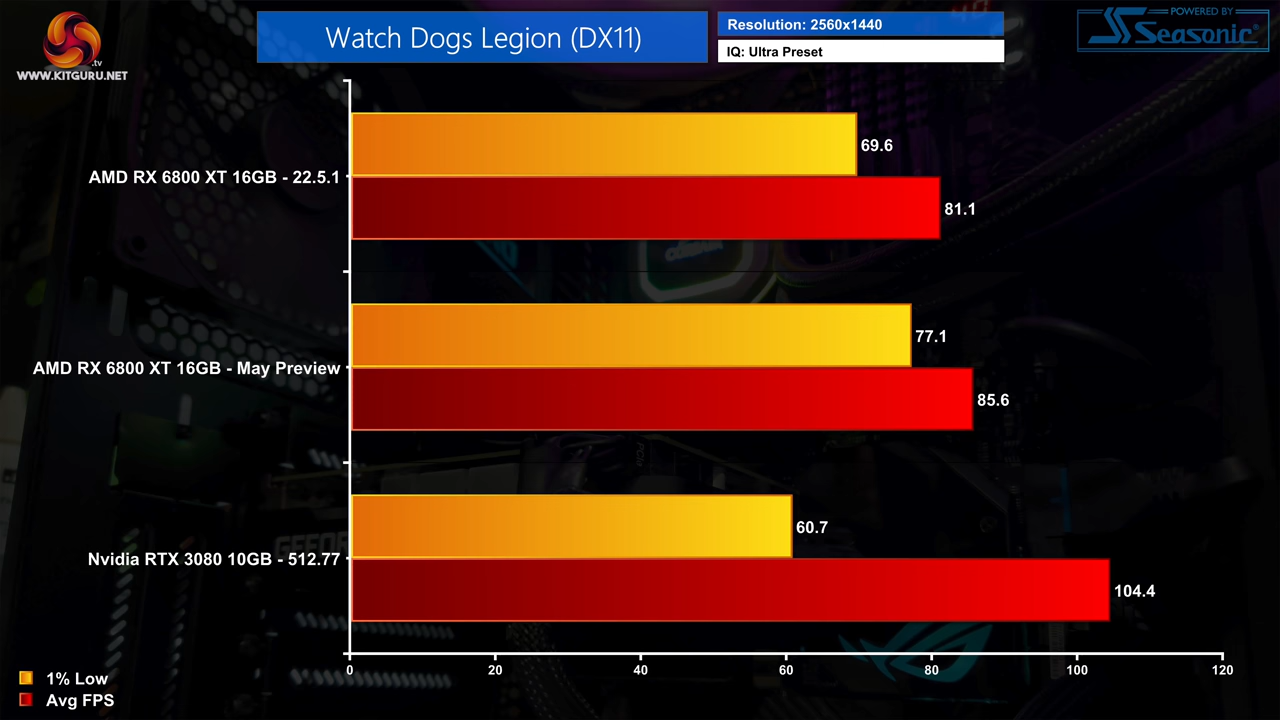 .tv
WWW.KITGURU.NET
Watch Dogs Legion (DX11)
Resolution: 2560x1440
IQ: Ultra Preset
POWERED BY
Seasonic
AMD RX 6800 XT 16GB - 22.5.1
69.6
81.1
AMD RX 6800 XT 16GB - May Preview
77.1
85.6
Nvidia RTX 3080 10GB - 512.77
60.7
104.4
0 20 40 60 80 100 120
1% Low
Avg FPS